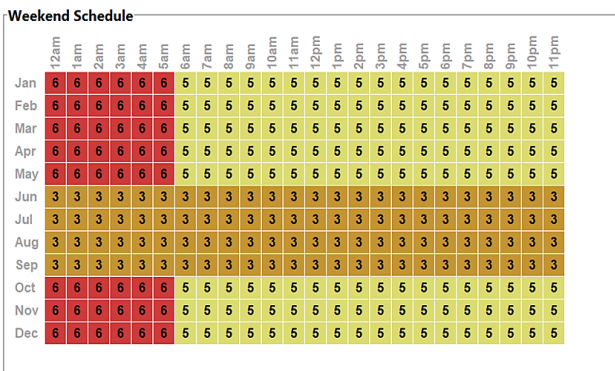 Weekend Schedule
12am 1am 2am 3am 4am 5am 6am 7am 8am 9am 10am 11am 12pm 1pm 2pm 3pm 4pm 5pm 6pm 7pm 8pm 9pm 10pm 11pm
Jan 6 6 6 6 6 6 5 5 5 5 5 5 5 5 5 5 5 5 5 5 5 5 5 5
Feb 6 6 6 6 6 6 5 5 5 5 5 5 5 5 5 5 5 5 5 5 5 5 5 5
Mar 6 6 6 6 6 6 5 5 5 5 5 5 5 5 5 5 5 5 5 5 5 5 5 5
Apr 6 6 6 6 6 6 5 5 5 5 5 5 5 5 5 5 5 5 5 5 5 5 5 5
May 6 6 6 6 6 6 5 5 5 5 5 5 5 5 5 5 5 5 5 5 5 5 5 5
Jun 3 3 3 3 3 3 3 3 3 3 3 3 3 3 3 3 3 3 3 3 3 3 3 3
Jul 3 3 3 3 3 3 3 3 3 3 3 3 3 3 3 3 3 3 3 3 3 3 3 3
Aug 3 3 3 3 3 3 3 3 3 3 3 3 3 3 3 3 3 3 3 3 3 3 3 3
Sep 3 3 3 3 3 3 3 3 3 3 3 3 3 3 3 3 3 3 3 3 3 3 3 3
Oct 6 6 6 6 6 6 5 5 5 5 5 5 5 5 5 5 5 5 5 5 5 5 5 5
Nov 6 6 6 6 6 6 5 5 5 5 5 5 5 5 5 5 5 5 5 5 5 5 5 5
Dec 6 6 6 6 6 6 5 5 5 5 5 5 5 5 5 5 5 5 5 5 5 5 5 5